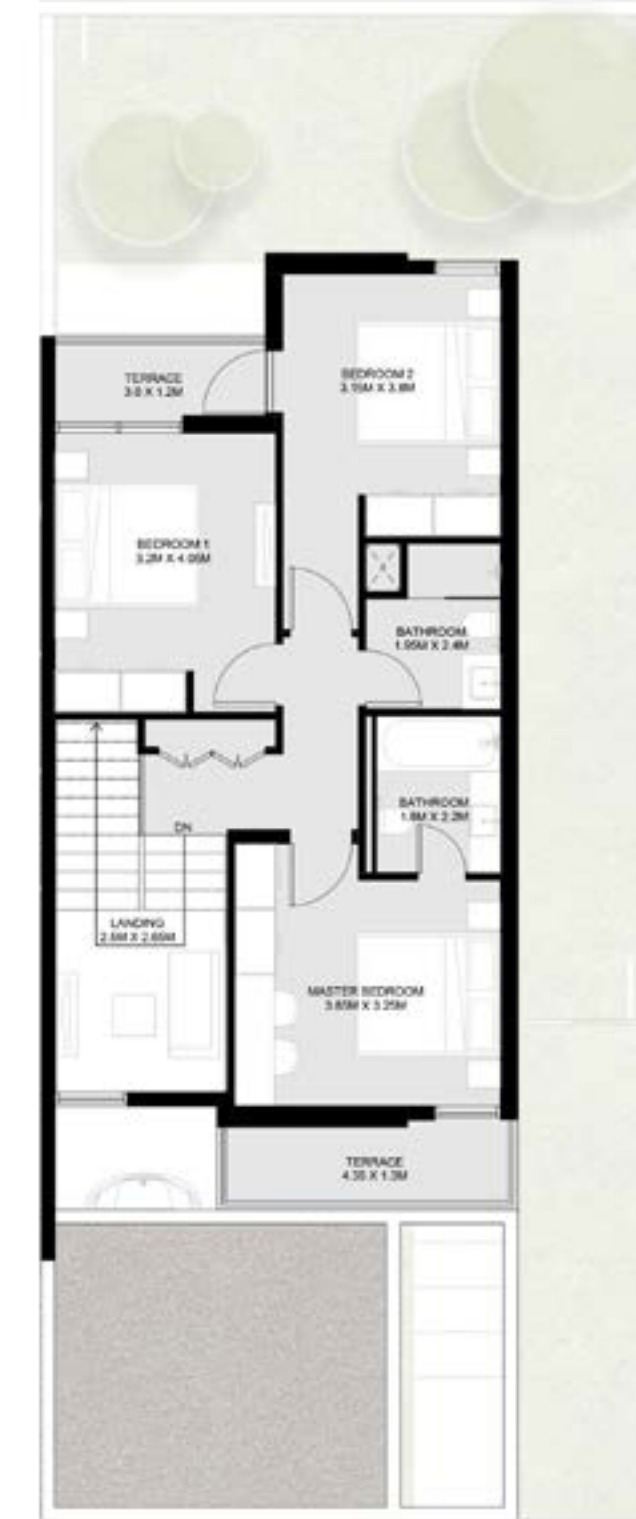 TERRACE
3.0 X 1.2M
BEDROOM 2
3.15M X 3.8M
BEDROOM 1
3.2M X 4.05M
BATHROOM
1.95M X 2.4M
BATHROOM
1.8M X 2.2M
DN
LANDING
2.5M X 2.65M
MASTER BEDROOM
3.85M X 3.25M
TERRACE
4.35 X 1.3M